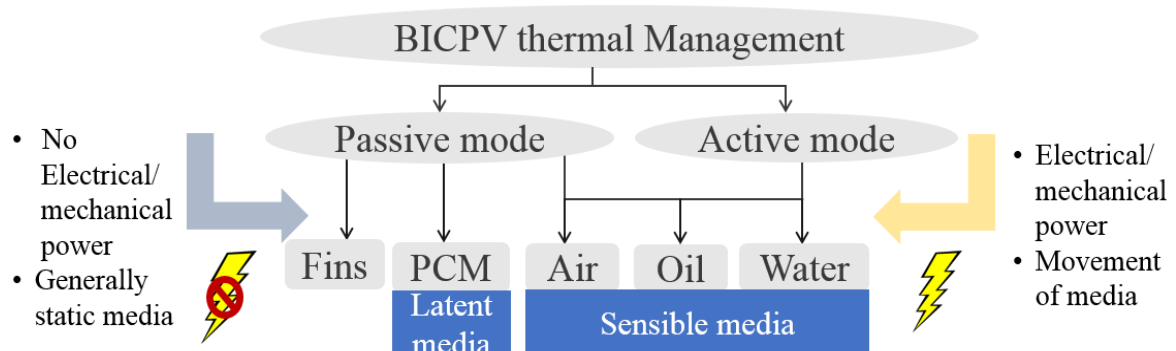 BICPV thermal Management
Passive mode
Active mode
• No
Electrical/
mechanical
power
• Generally
static media
• Electrical/
mechanical
power
• Movement
of media
Fins
PCM
Air
Oil
Water
Latent
media
Sensible media